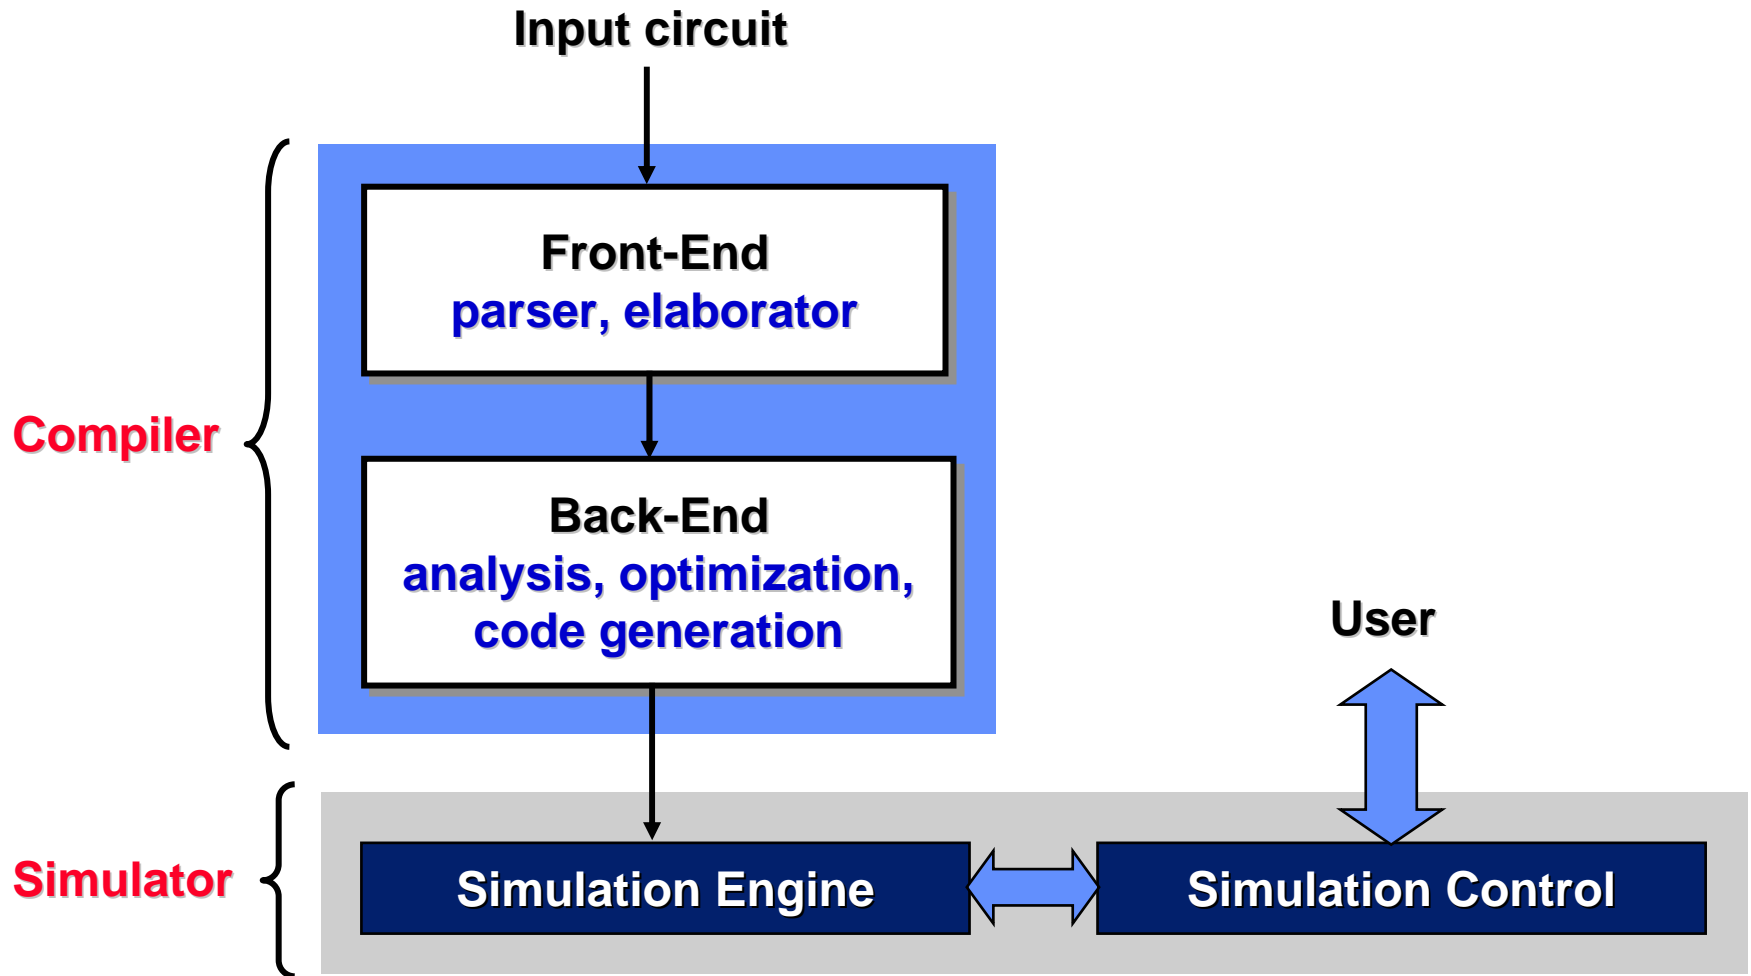 Input circuit
Front-End
parser, elaborator
Compiler
Back-End
analysis, optimization,
code generation
User
Simulator
Simulation Engine
Simulation Control